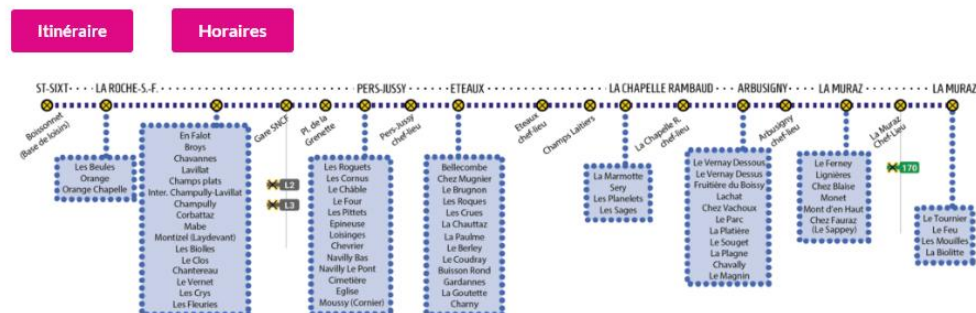 Itinéraire
Horaires
ST-SIXT
LA ROCHE-S.-F.
PERS-JUSSY
ETEAUX
LA CHAPELLE RAMBAUD
ARBUSIGNY
LA MURAZ
LA MURAZ
Boissonnet
(Base de loisirs)
Gare SNCF
Pl. de la
Grenette
Pers-Jussy
chef-lieu
Eteaux
chef-lieu
Champs Laitiers
La Chapelle R.
chef-lieu
Arbusigny
chef-lieu
La Muraz
Chef-Lieu
Les Beules
Orange
Orange Chapelle
En Falot
Broys
Chavannes
Lavillat
Champs plats
Inter. Champully-Lavillat
Champully
Corbattaz
Mabe
Montizel (Laydevant)
Les Biolles
Le Clos
Chantereau
Le Vernet
Les Crys
Les Fleuries
L2
L3
Les Roguets
Les Cornus
Le Châble
Le Four
Les Pittets
Epineuse
Loisinges
Chevrier
Navilly Bas
Navilly Le Pont
Cimetière
Eglise
Moussy (Cornier)
Bellecombe
Chez Mugnier
Le Brugnon
Les Roques
Les Crues
La Chauttaz
La Paulme
Le Berley
Le Coudray
Buisson Rond
Gardannes
La Goutette
Charny
La Marmotte
Sery
Les Planelets
Les Sages
Le Vernay Dessous
Le Vernay Dessus
Fruitière du Boissy
Lachat
Chez Vachoux
Le Parc
La Platière
Le Souget
La Plagne
Chavally
Le Magnin
Le Ferney
Lignières
Chez Blaise
Monet
Mont d'en Haut
Chez Fauraz
(Le Sappey)
170
Le Tournier
Le Feu
Les Mouilles
La Biolitte